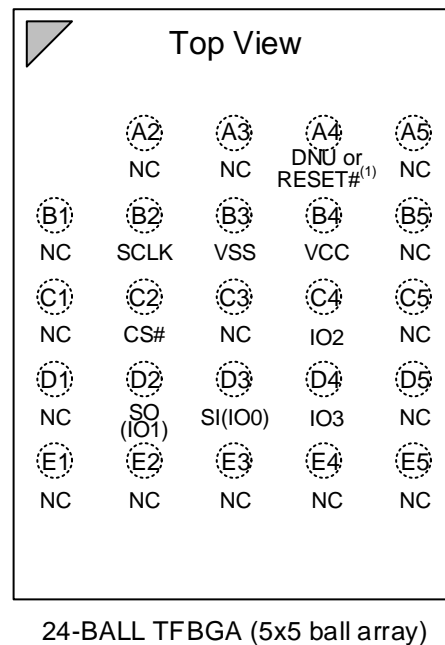 Top View
A2 A3 A4 A5
NC NC DNU or RESET#(1) NC
B1 B2 B3 B4 B5
NC SCLK VSS VCC NC
C1 C2 C3 C4 C5
NC CS# NC IO2 NC
D1 D2 D3 D4 D5
NC SO (IO1) SI(IO0) IO3 NC
E1 E2 E3 E4 E5
NC NC NC NC NC
24-BALL TFBGA (5x5 ball array)